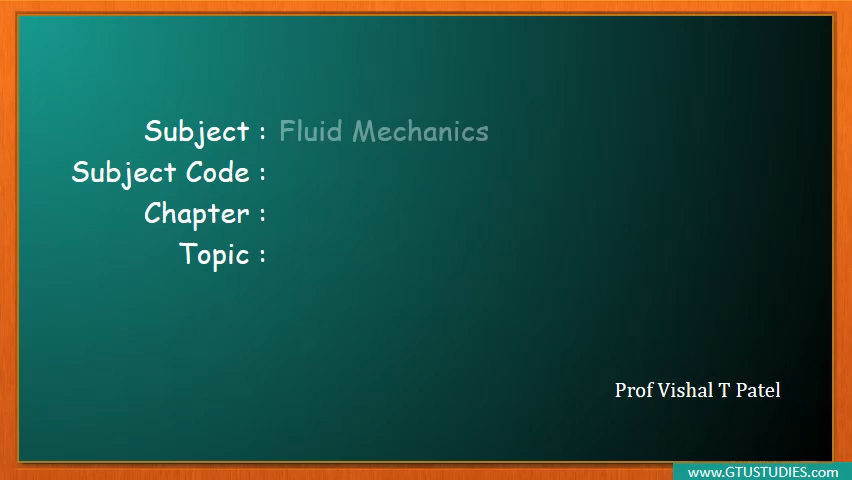 Subject : Fluid Mechanics
Subject Code :
Chapter :
Topic :
Prof Vishal T Patel
www.GTUSTUDIES.com